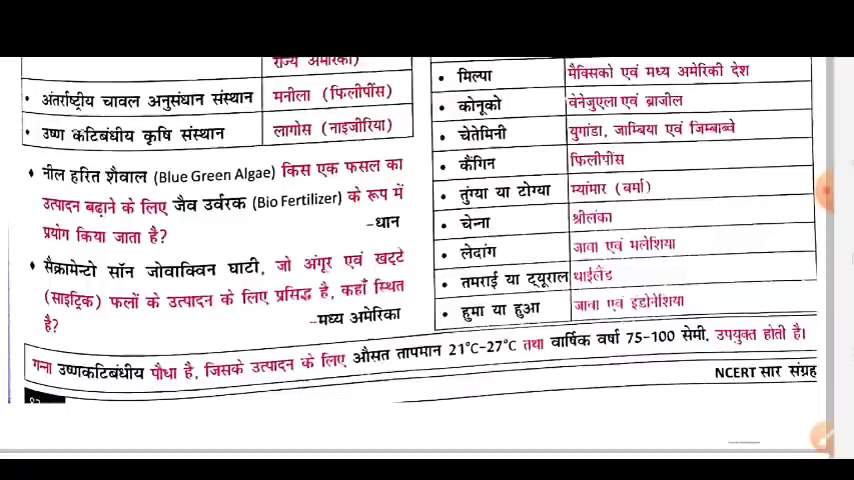 राज्य अमेरिका)
• अंतर्राष्ट्रीय चावल अनुसंधान संस्थान मनीला (फिलीपींस)
• उष्ण कटिबंधीय कृषि संस्थान लागोस (नाइजीरिया)
♦ नील हरित शैवाल (Blue Green Algae) किस एक फसल का
उत्पादन बढ़ाने के लिए जैव उर्वरक (Bio Fertilizer) के रूप में
प्रयोग किया जाता है? –धान
♦ सैक्रामेन्टो सॉन जोवाक्विन घाटी, जो अंगूर एवं खट्टे
(साइट्रिक) फलों के उत्पादन के लिए प्रसिद्ध है, कहाँ स्थित
है? –मध्य अमेरिका
• मिल्पा मैक्सिको एवं मध्य अमेरिकी देश
• कोनूको वेनेजुएला एवं ब्राजील
• चेतेमिनी युगांडा, जाम्बिया एवं जिम्बाब्वे
• कैंगिन फिलीपींस
• तुंग्या या टोंग्या म्यांमार (बर्मा)
• चेन्ना श्रीलंका
• लेदांग जावा एवं मलेशिया
• तमराई या ट्यूराल थाईलैंड
• हुमा या हुआ जावा एवं इंडोनेशिया
गन्ना उष्णकटिबंधीय पौधा है, जिसके उत्पादन के लिए औसत तापमान 21°C-27°C तथा वार्षिक वर्षा 75-100 सेमी. उपयुक्त होती है।
NCERT सार संग्रह